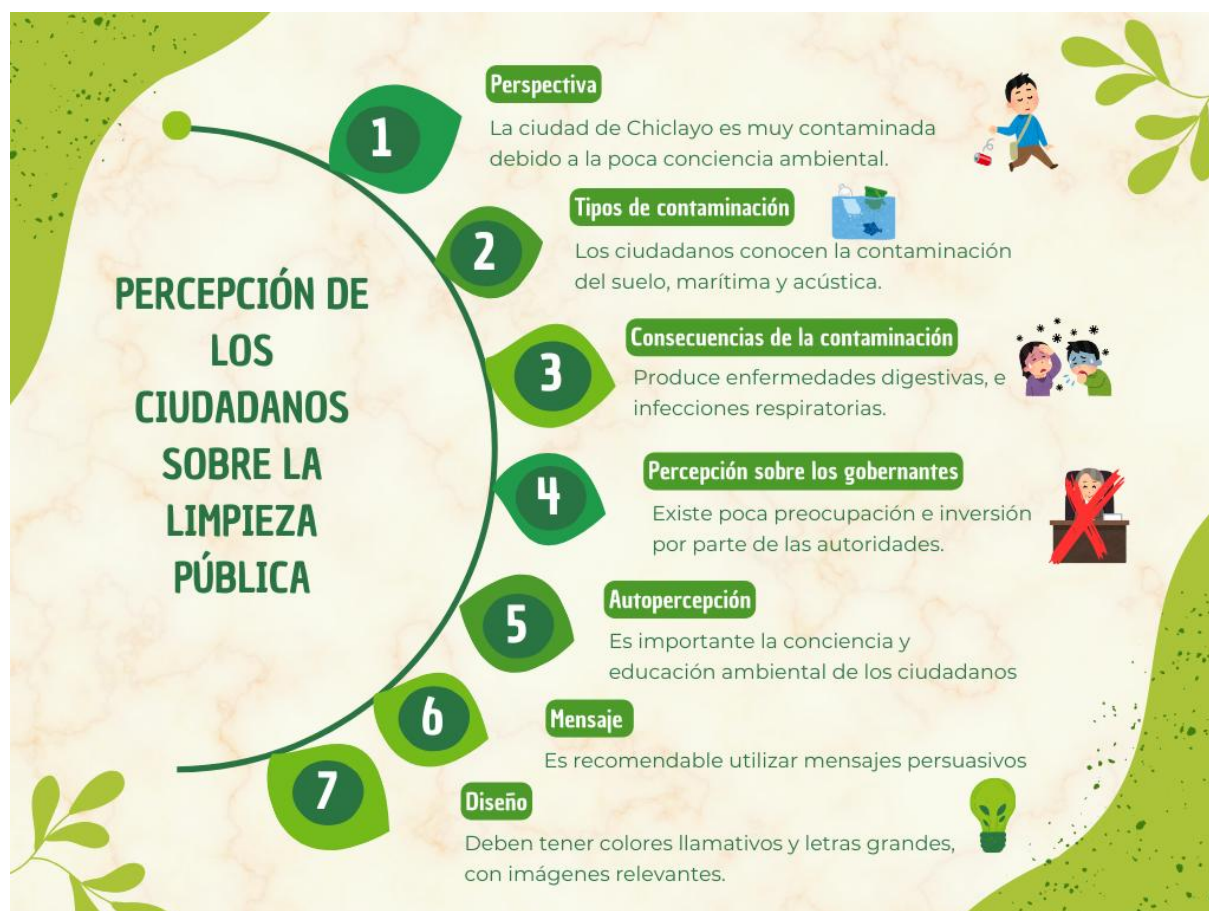 PERCEPCIÓN DE
LOS
CIUDADANOS
SOBRE LA
LIMPIEZA
PÚBLICA
1
Perspectiva
La ciudad de Chiclayo es muy contaminada
debido a la poca conciencia ambiental.
2
Tipos de contaminación
Los ciudadanos conocen la contaminación
del suelo, marítima y acústica.
3
Consecuencias de la contaminación
Produce enfermedades digestivas, e
infecciones respiratorias.
4
Percepción sobre los gobernantes
Existe poca preocupación e inversión
por parte de las autoridades.
5
Autopercepción
Es importante la conciencia y
educación ambiental de los ciudadanos
6
Mensaje
Es recomendable utilizar mensajes persuasivos
7
Diseño
Deben tener colores llamativos y letras grandes,
con imágenes relevantes.